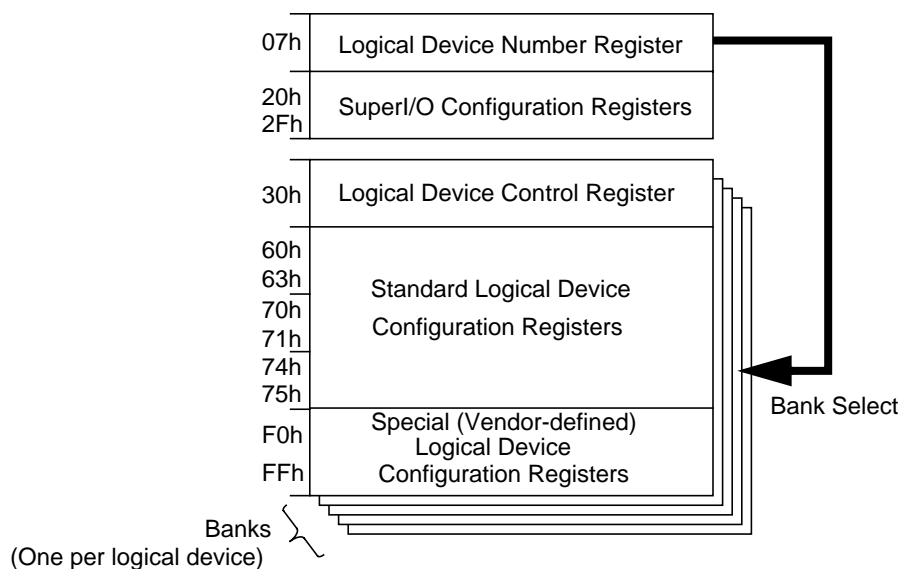 07h Logical Device Number Register
20h
SuperI/O Configuration Registers
2Fh
30h Logical Device Control Register
60h
63h
Standard Logical Device
70h
Configuration Registers
71h
74h
75h
Bank Select
Special (Vendor-defined)
F0h
Logical Device
FFh Configuration Registers
Banks
(One per logical device)